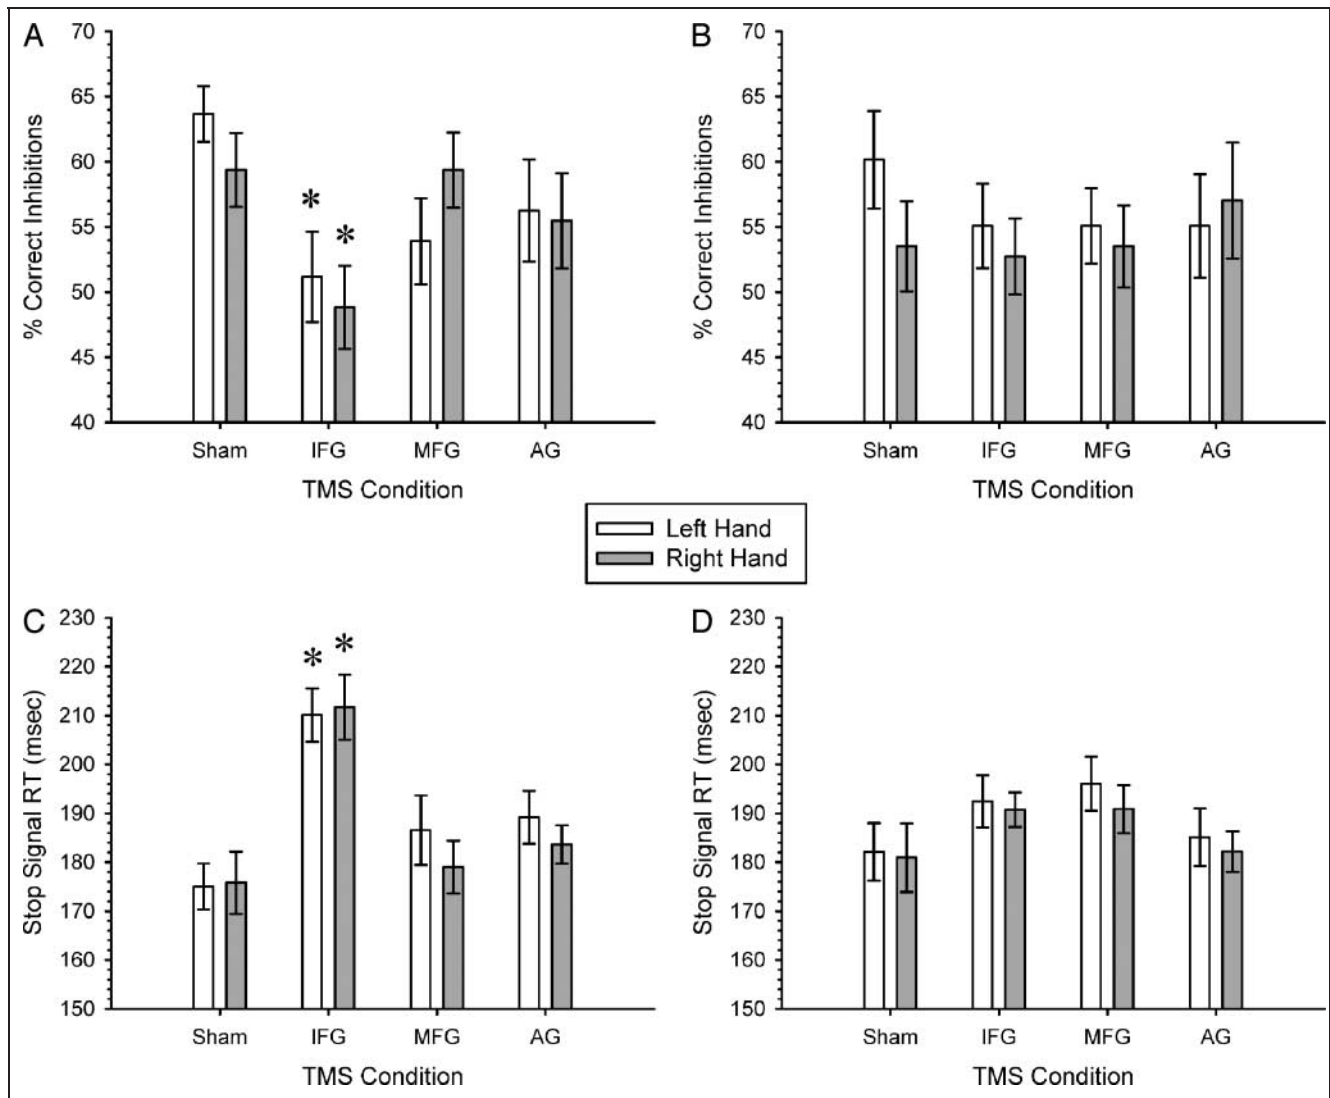 A
% Correct Inhibitions
70
65
60
55
50
45
40
* *
Sham IFG MFG AG
TMS Condition
B
% Correct Inhibitions
70
65
60
55
50
45
40
Sham IFG MFG AG
TMS Condition
Left Hand
Right Hand
C
Stop Signal RT (msec)
230
220
210
200
190
180
170
160
150
* *
Sham IFG MFG AG
TMS Condition
D
Stop Signal RT (msec)
230
220
210
200
190
180
170
160
150
Sham IFG MFG AG
TMS Condition